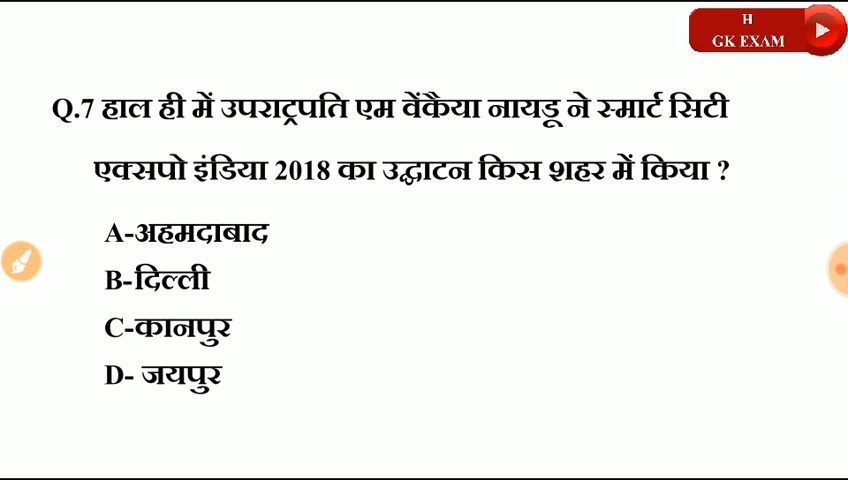 H
GK EXAM
Q.7 हाल ही में उपराट्रपति एम वेंकैया नायडू ने स्मार्ट सिटी
एक्सपो इंडिया 2018 का उद्घाटन किस शहर में किया ?
A-अहमदाबाद
B-दिल्ली
C-कानपुर
D- जयपुर